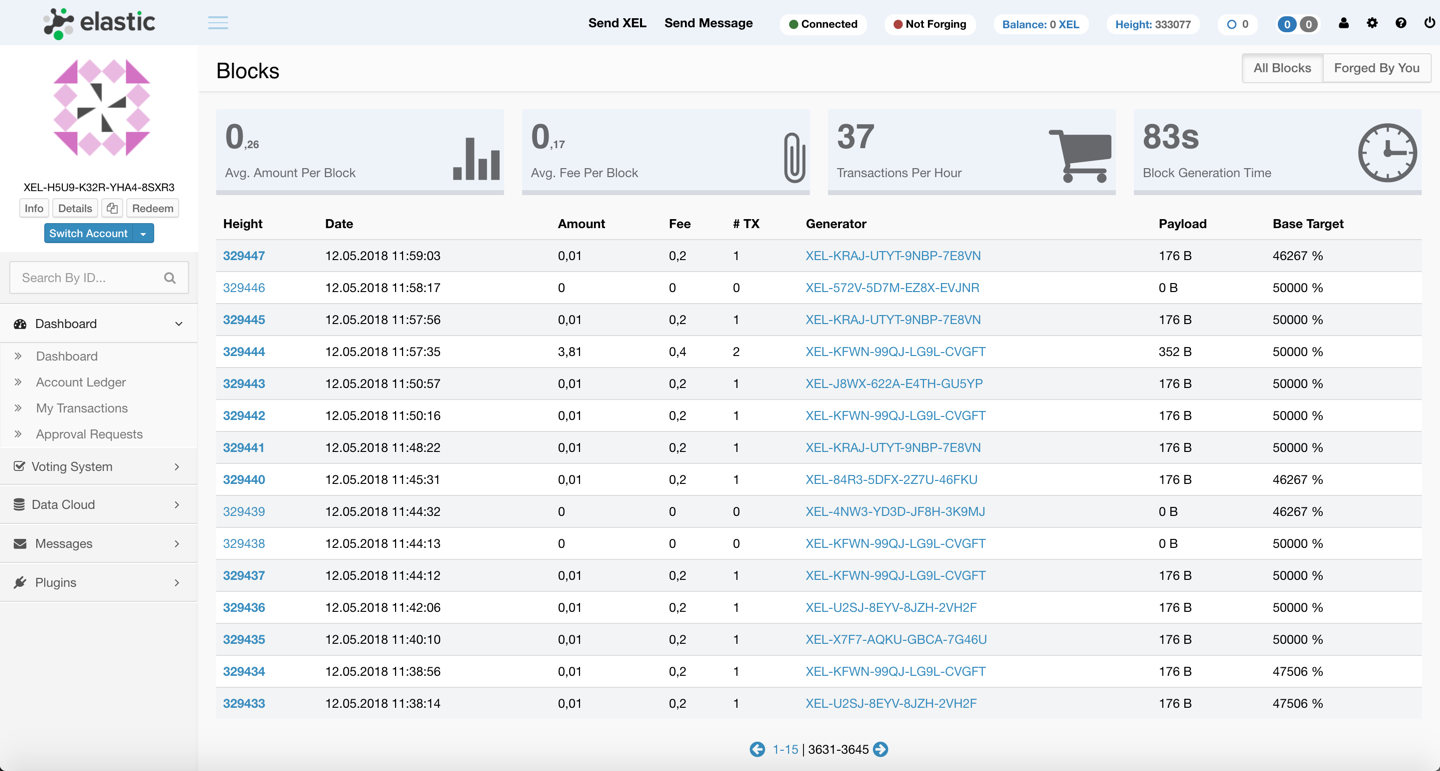 elastic
Send XEL Send Message Connected Not Forging Balance: 0 XEL Height: 333077 0 0 0
XEL-H5U9-K32R-YHA4-8SXR3
Info Details Redeem
Switch Account
Search By ID...
Dashboard
Dashboard
Account Ledger
My Transactions
Approval Requests
Voting System
Data Cloud
Messages
Plugins
Blocks
All Blocks Forged By You
0,26
Avg. Amount Per Block
0,17
Avg. Fee Per Block
37
Transactions Per Hour
83s
Block Generation Time
Height Date Amount Fee # TX Generator Payload Base Target
329447 12.05.2018 11:59:03 0,01 0,2 1 XEL-KRAJ-UTYT-9NBP-7E8VN 176 B 46267 %
329446 12.05.2018 11:58:17 0 0 0 XEL-572V-5D7M-EZ8X-EVJNR 0 B 50000 %
329445 12.05.2018 11:57:56 0,01 0,2 1 XEL-KRAJ-UTYT-9NBP-7E8VN 176 B 50000 %
329444 12.05.2018 11:57:35 3,81 0,4 2 XEL-KFWN-99QJ-LG9L-CVGFT 352 B 50000 %
329443 12.05.2018 11:50:57 0,01 0,2 1 XEL-J8WX-622A-E4TH-GU5YP 176 B 50000 %
329442 12.05.2018 11:50:16 0,01 0,2 1 XEL-KFWN-99QJ-LG9L-CVGFT 176 B 50000 %
329441 12.05.2018 11:48:22 0,01 0,2 1 XEL-KRAJ-UTYT-9NBP-7E8VN 176 B 50000 %
329440 12.05.2018 11:45:31 0,01 0,2 1 XEL-84R3-5DFX-2Z7U-46FKU 176 B 46267 %
329439 12.05.2018 11:44:32 0 0 0 XEL-4NW3-YD3D-JF8H-3K9MJ 0 B 46267 %
329438 12.05.2018 11:44:13 0 0 0 XEL-KFWN-99QJ-LG9L-CVGFT 0 B 50000 %
329437 12.05.2018 11:44:12 0,01 0,2 1 XEL-KFWN-99QJ-LG9L-CVGFT 176 B 50000 %
329436 12.05.2018 11:42:06 0,01 0,2 1 XEL-U2SJ-8EYV-8JZH-2VH2F 176 B 50000 %
329435 12.05.2018 11:40:10 0,01 0,2 1 XEL-X7F7-AQKU-GBCA-7G46U 176 B 50000 %
329434 12.05.2018 11:38:56 0,01 0,2 1 XEL-KFWN-99QJ-LG9L-CVGFT 176 B 47506 %
329433 12.05.2018 11:38:14 0,01 0,2 1 XEL-U2SJ-8EYV-8JZH-2VH2F 176 B 47506 %
1-15 | 3631-3645